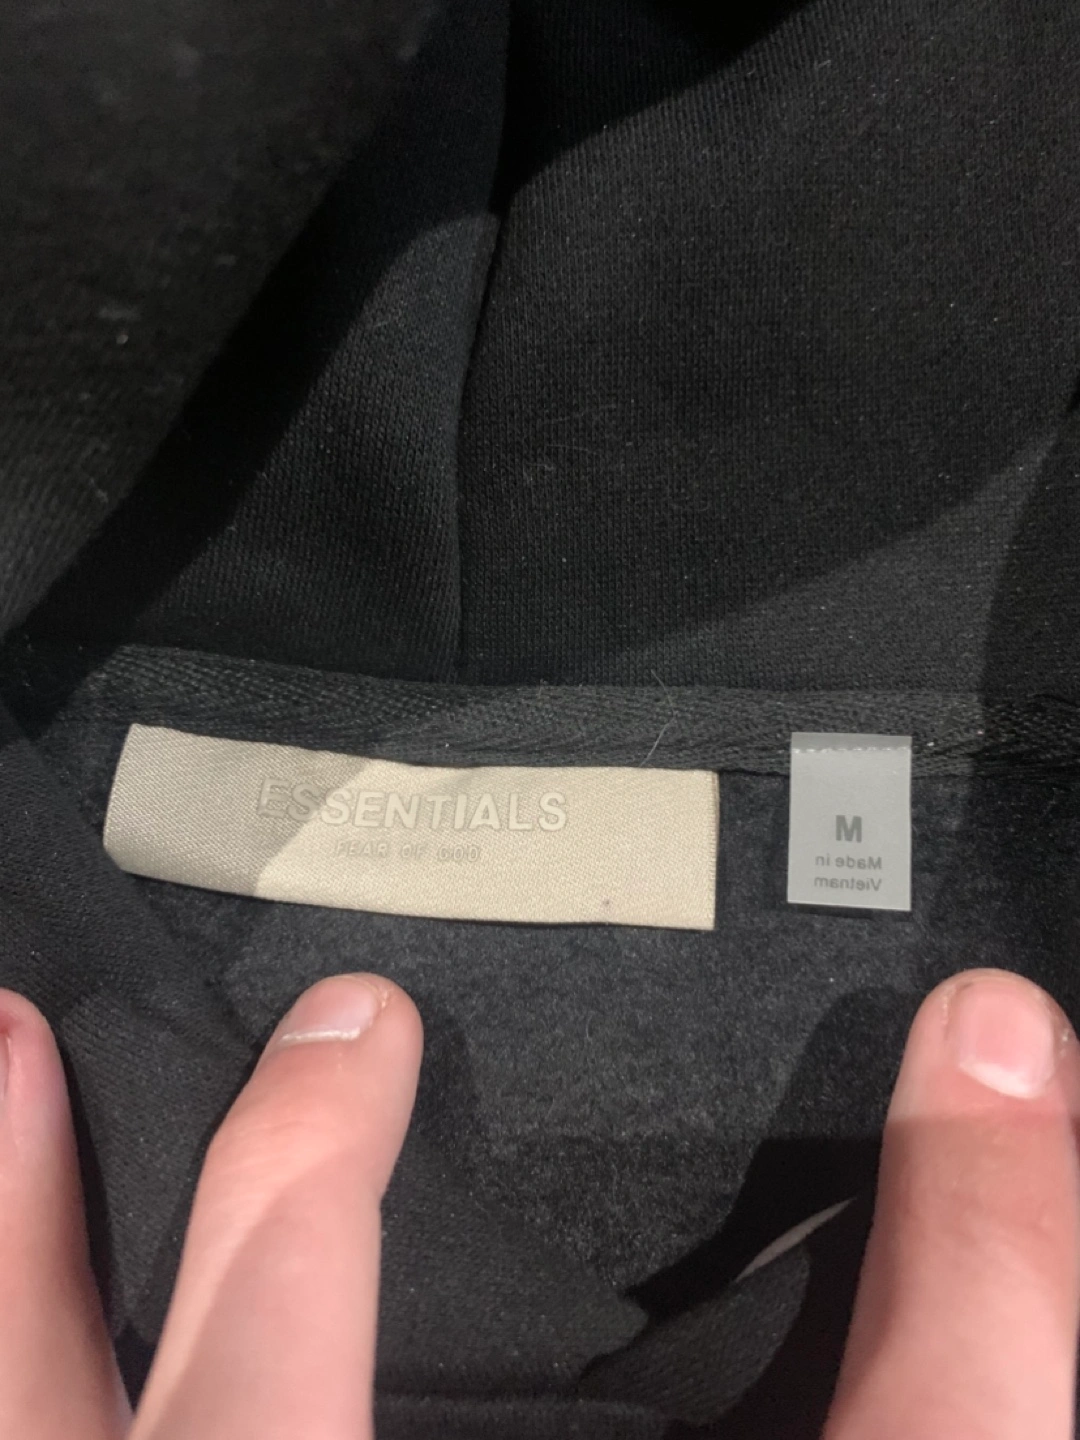 ESSENTIALS
FEAR OF GOD
M
Made in
Vietnam